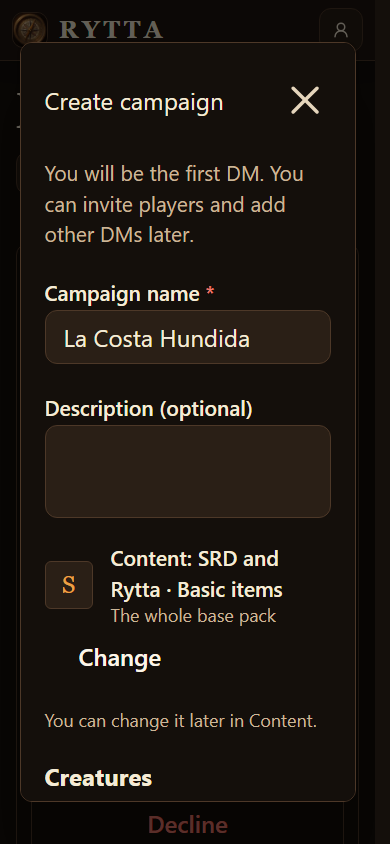 RYTTA
Create campaign
You will be the first DM. You
can invite players and add
other DMs later.
Campaign name *
La Costa Hundida
Description (optional)
S
Content: SRD and
Rytta · Basic items
The whole base pack
Change
You can change it later in Content.
Creatures
Decline